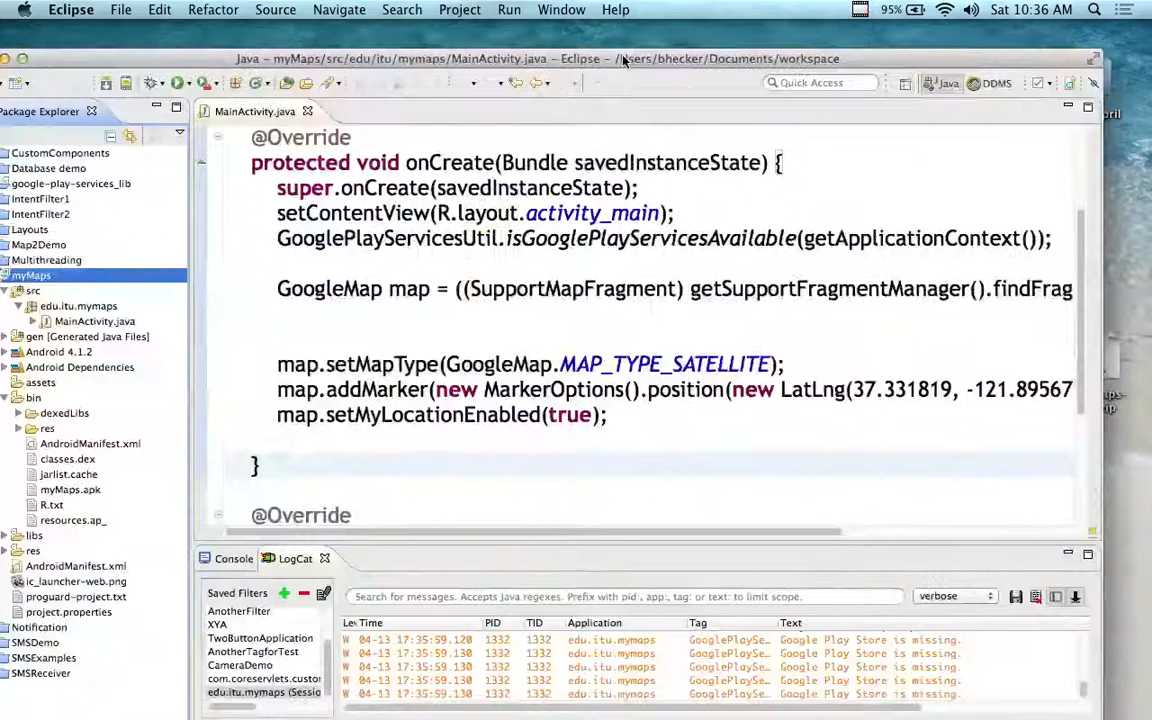 Eclipse File Edit Refactor Source Navigate Search Project Run Window Help 95% Sat 10:36 AM
Java – myMaps/src/edu/itu/mymaps/MainActivity.java – Eclipse – /Users/bhecker/Documents/workspace
Quick Access Java DDMS
Package Explorer
MainActivity.java
CustomComponents
Database demo
google-play-services_lib
IntentFilter1
IntentFilter2
Layouts
Map2Demo
Multithreading
myMaps
src
edu.itu.mymaps
MainActivity.java
gen [Generated Java Files]
Android 4.1.2
Android Dependencies
assets
bin
dexedLibs
res
AndroidManifest.xml
classes.dex
jarlist.cache
myMaps.apk
R.txt
resources.ap_
libs
res
AndroidManifest.xml
ic_launcher-web.png
proguard-project.txt
project.properties
Notification
SMSDemo
SMSExamples
SMSReceiver
@Override
protected void onCreate(Bundle savedInstanceState) {
super.onCreate(savedInstanceState);
setContentView(R.layout.activity_main);
GooglePlayServicesUtil.isGooglePlayServicesAvailable(getApplicationContext());
GoogleMap map = ((SupportMapFragment) getSupportFragmentManager().findFrag
map.setMapType(GoogleMap.MAP_TYPE_SATELLITE);
map.addMarker(new MarkerOptions().position(new LatLng(37.331819, -121.89567
map.setMyLocationEnabled(true);
}
@Override
Console LogCat
Saved Filters
AnotherFilter
XYA
TwoButtonApplication
AnotherTagforTest
CameraDemo
com.coreservlets.custo
edu.itu.mymaps (Sessio
Search for messages. Accepts Java regexes. Prefix with pid:, app:, tag: or text: to limit scope. verbose
Le Time PID TID Application Tag Text
W 04-13 17:35:59.120 1332 1332 edu.itu.mymaps GooglePlaySe… Google Play Store is missing.
W 04-13 17:35:59.130 1332 1332 edu.itu.mymaps GooglePlaySe… Google Play Store is missing.
W 04-13 17:35:59.130 1332 1332 edu.itu.mymaps GooglePlaySe… Google Play Store is missing.
W 04-13 17:35:59.130 1332 1332 edu.itu.mymaps GooglePlaySe… Google Play Store is missing.
W 04-13 17:35:59.130 1332 1332 edu.itu.mymaps GooglePlaySe… Google Play Store is missing.